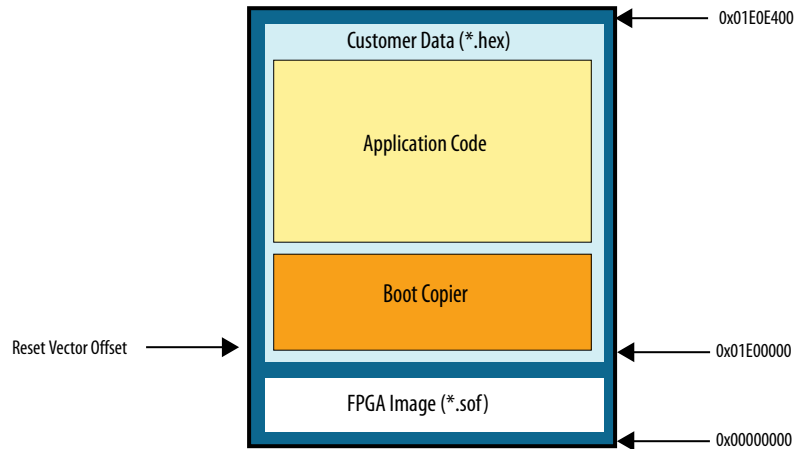 0x01E0E400
Customer Data (*.hex)
Application Code
Boot Copier
Reset Vector Offset
0x01E00000
FPGA Image (*.sof)
0x00000000